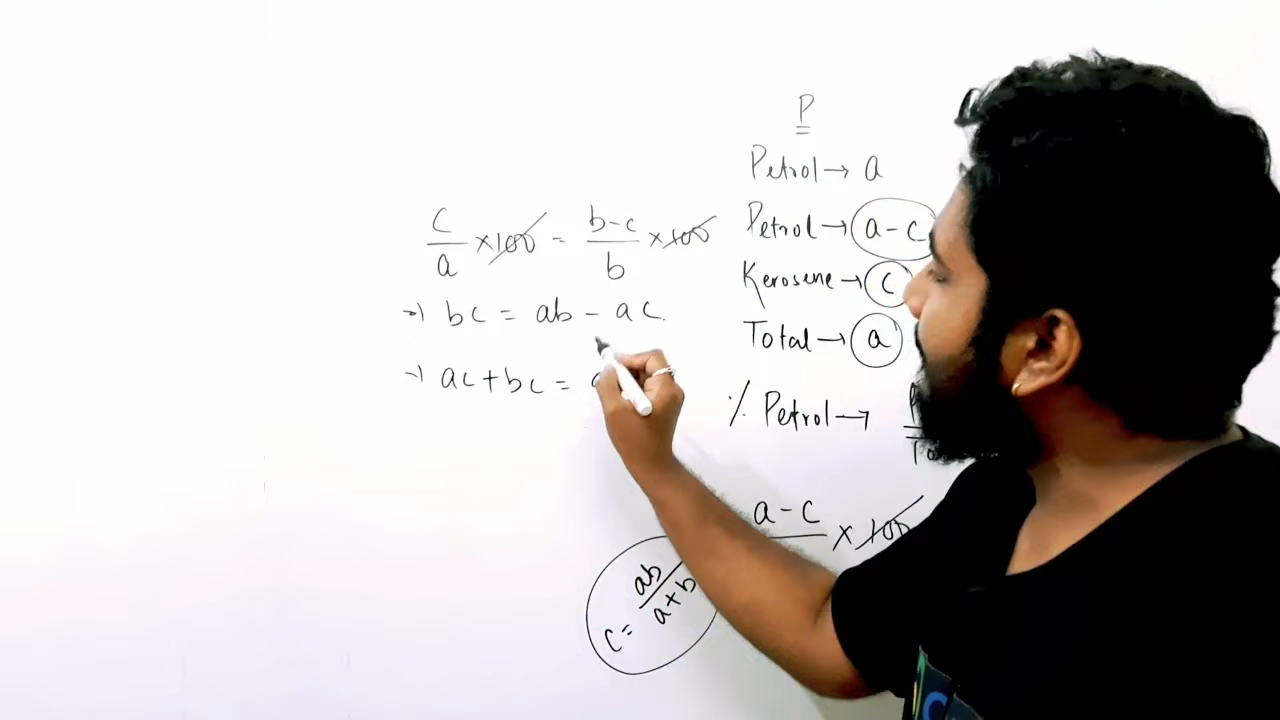 c/a ×100 = b-c/b ×100
→ bc = ab - ac
→ ac+bc =
P
Petrol → a
Petrol → a-c
Kerosene → c
Total → a
% Petrol →
a-c × 100
c = ab/a+b